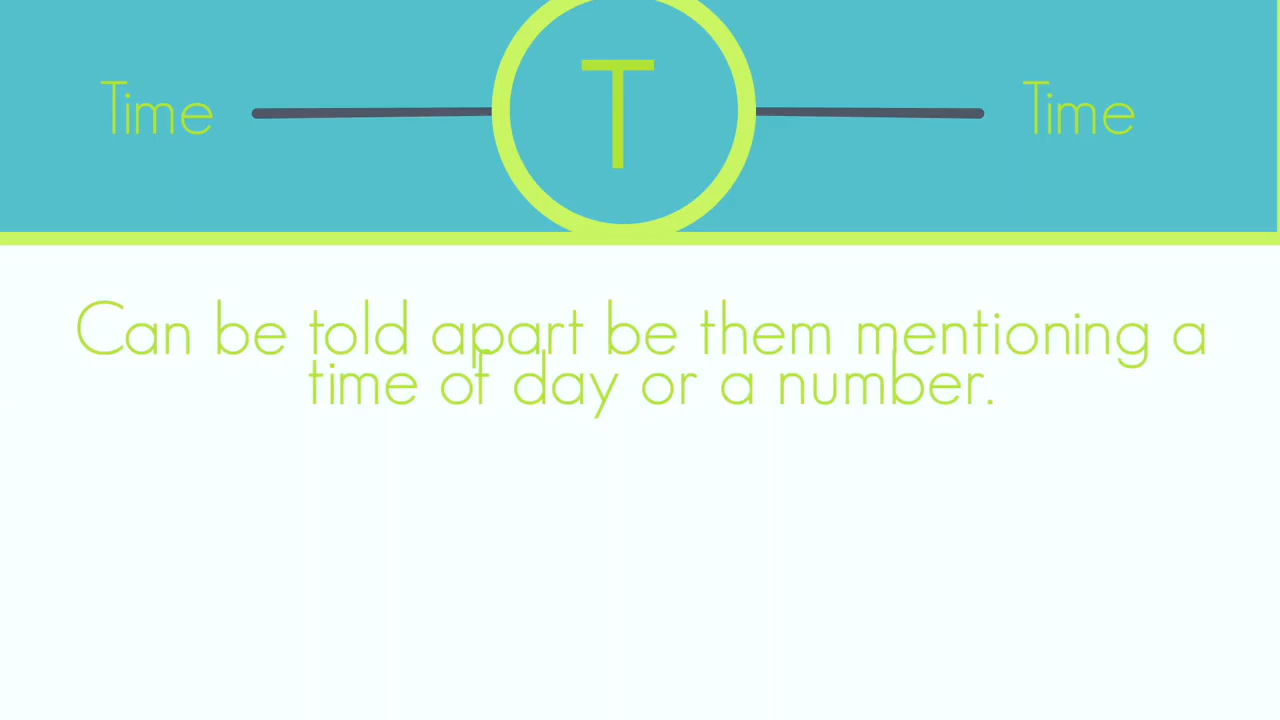 Time
T
Time
Can be told apart be them mentioning a
time of day or a number.